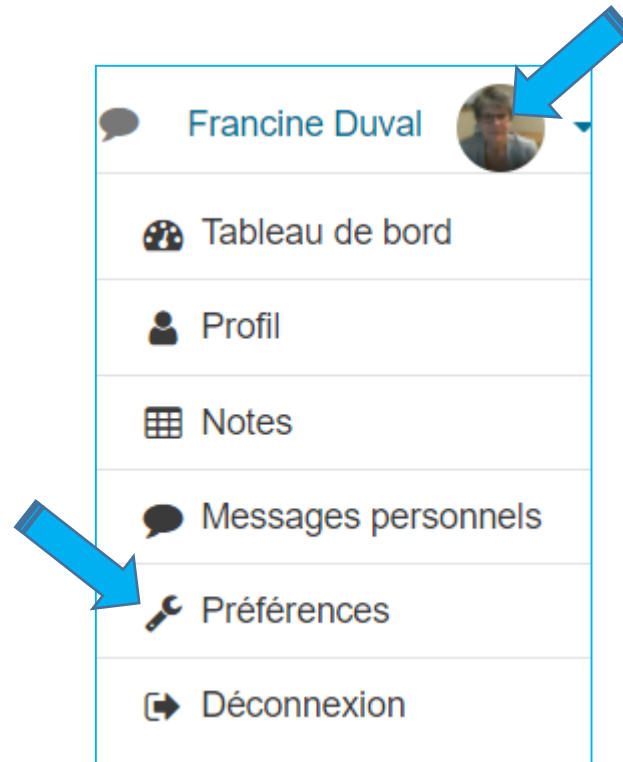 Francine Duval
Tableau de bord
Profil
Notes
Messages personnels
Préférences
Déconnexion